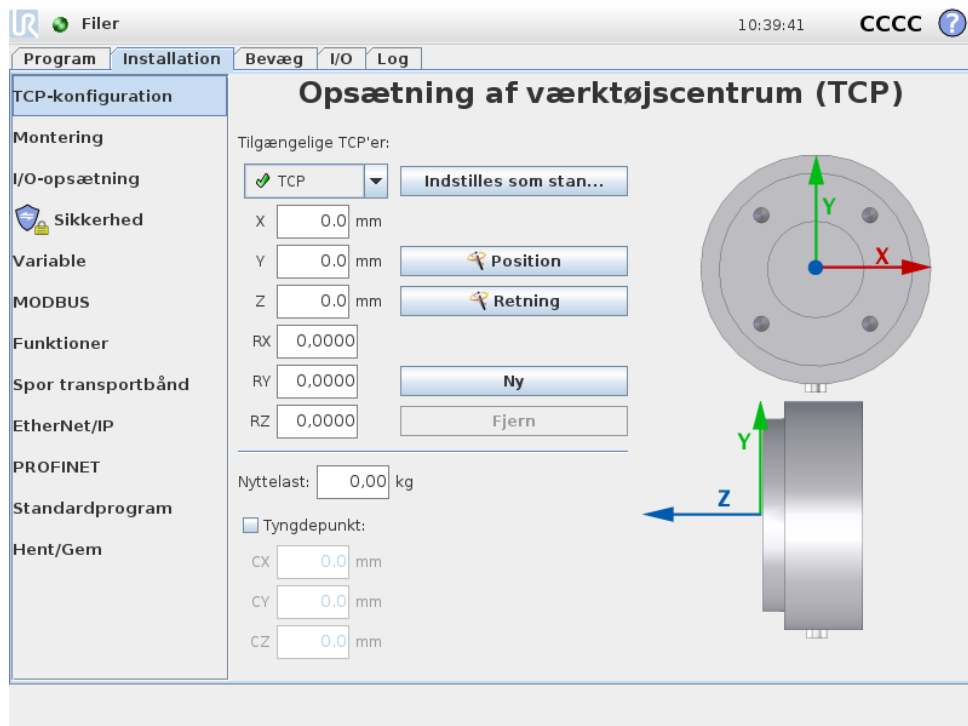 UR Filer 10:39:41 CCCC ?
Program Installation Bevæg I/O Log
TCP-konfiguration
Montering
I/O-opsætning
Sikkerhed
Variable
MODBUS
Funktioner
Spor transportbånd
EtherNet/IP
PROFINET
Standardprogram
Hent/Gem
Opsætning af værktøjscentrum (TCP)
Tilgængelige TCP'er:
TCP Indstilles som stan...
X 0.0 mm
Y 0.0 mm Position
Z 0.0 mm Retning
RX 0,0000
RY 0,0000 Ny
RZ 0,0000 Fjern
Nyttelast: 0,00 kg
Tyngdepunkt:
CX 0.0 mm
CY 0.0 mm
CZ 0.0 mm
Y
X
Y
Z